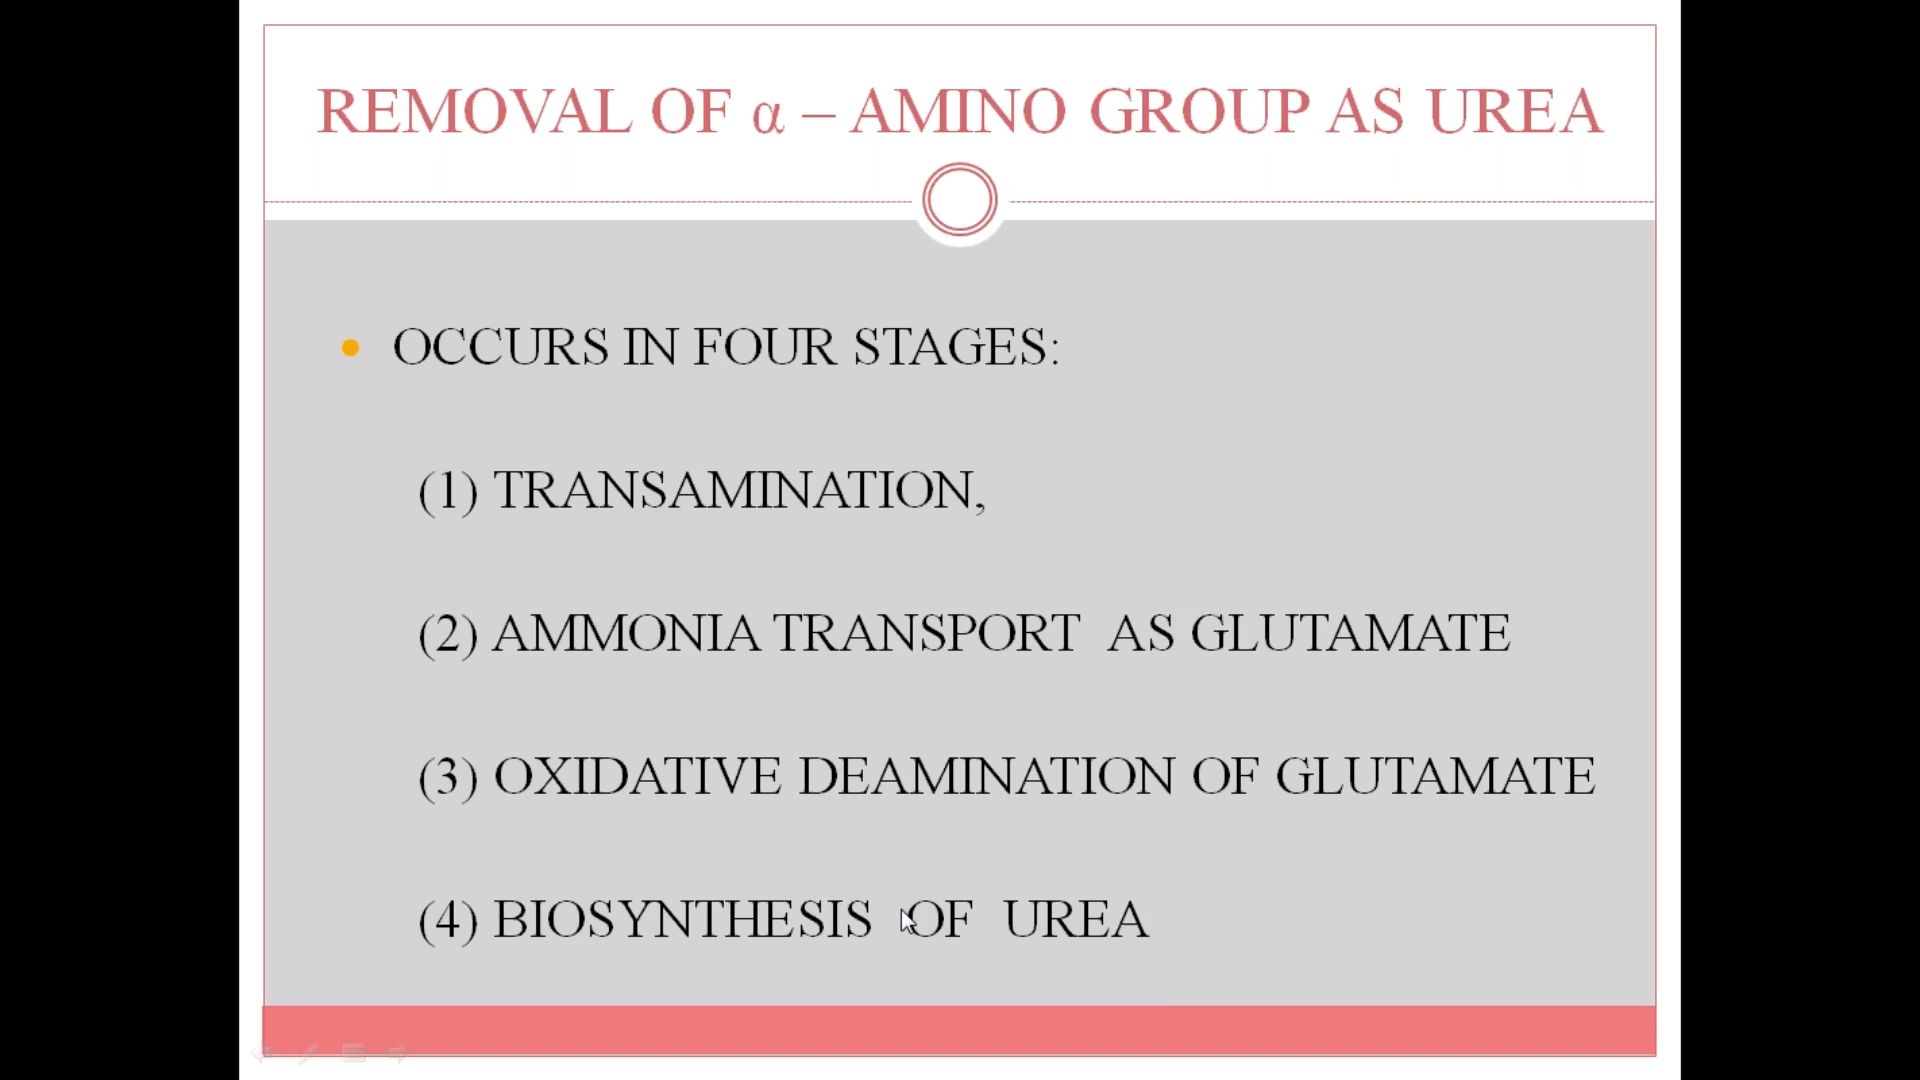 REMOVAL OF α – AMINO GROUP AS UREA
• OCCURS IN FOUR STAGES:
(1) TRANSAMINATION,
(2) AMMONIA TRANSPORT AS GLUTAMATE
(3) OXIDATIVE DEAMINATION OF GLUTAMATE
(4) BIOSYNTHESIS OF UREA